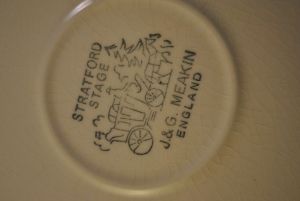 STRATFORD
STAGE
J.&G. MEAKIN
ENGLAND